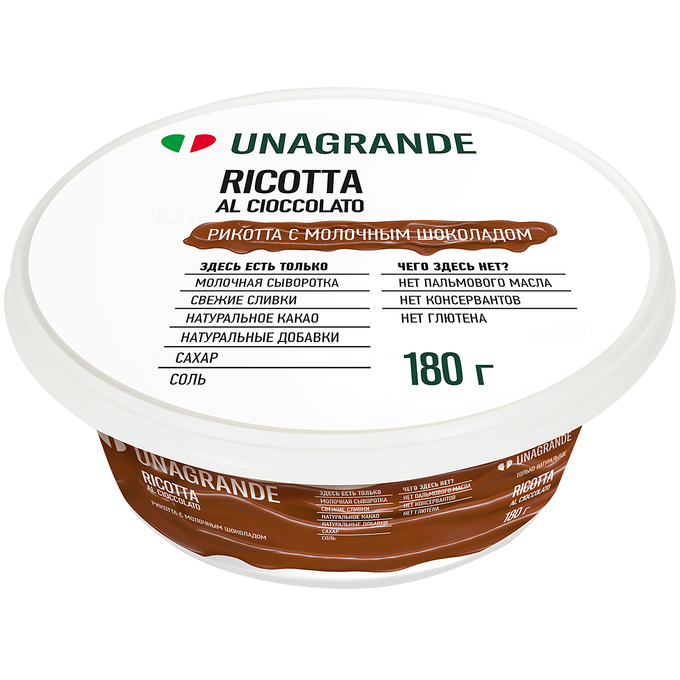 UNAGRANDE
RICOTTA
AL CIOCCOLATO
РИКОТТА С МОЛОЧНЫМ ШОКОЛАДОМ
ЗДЕСЬ ЕСТЬ ТОЛЬКО
МОЛОЧНАЯ СЫВОРОТКА
СВЕЖИЕ СЛИВКИ
НАТУРАЛЬНОЕ КАКАО
НАТУРАЛЬНЫЕ ДОБАВКИ
САХАР
СОЛЬ
ЧЕГО ЗДЕСЬ НЕТ?
НЕТ ПАЛЬМОВОГО МАСЛА
НЕТ КОНСЕРВАНТОВ
НЕТ ГЛЮТЕНА
180 г
UNAGRANDE
RICOTTA
AL CIOCCOLATO
РИКОТТА С МОЛОЧНЫМ ШОКОЛАДОМ
ЗДЕСЬ ЕСТЬ ТОЛЬКО
МОЛОЧНАЯ СЫВОРОТКА
СВЕЖИЕ СЛИВКИ
НАТУРАЛЬНОЕ КАКАО
НАТУРАЛЬНЫЕ ДОБАВКИ
САХАР
СОЛЬ
ЧЕГО ЗДЕСЬ НЕТ?
НЕТ ПАЛЬМОВОГО МАСЛА
НЕТ КОНСЕРВАНТОВ
НЕТ ГЛЮТЕНА
UNAGRANDE
ТОЛЬКО НАТУРАЛЬНОЕ
RICOTTA
AL CIOCCOLATO
180 г